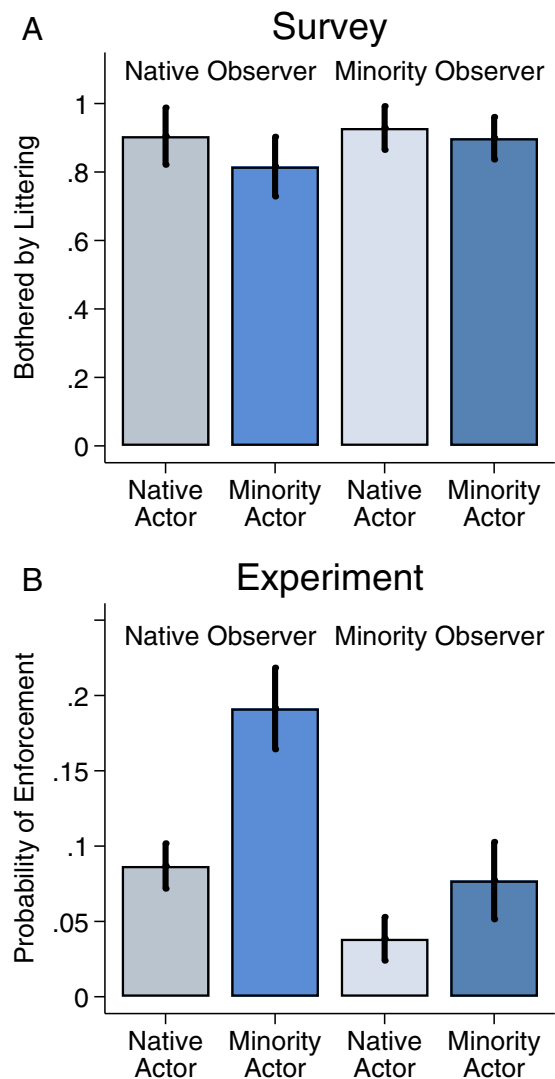 A
Survey
Native Observer Minority Observer
Bothered by Littering
1
.8
.6
.4
.2
0
Native Actor
Minority Actor
Native Actor
Minority Actor
B
Experiment
Native Observer Minority Observer
Probability of Enforcement
.2
.15
.1
.05
0
Native Actor
Minority Actor
Native Actor
Minority Actor